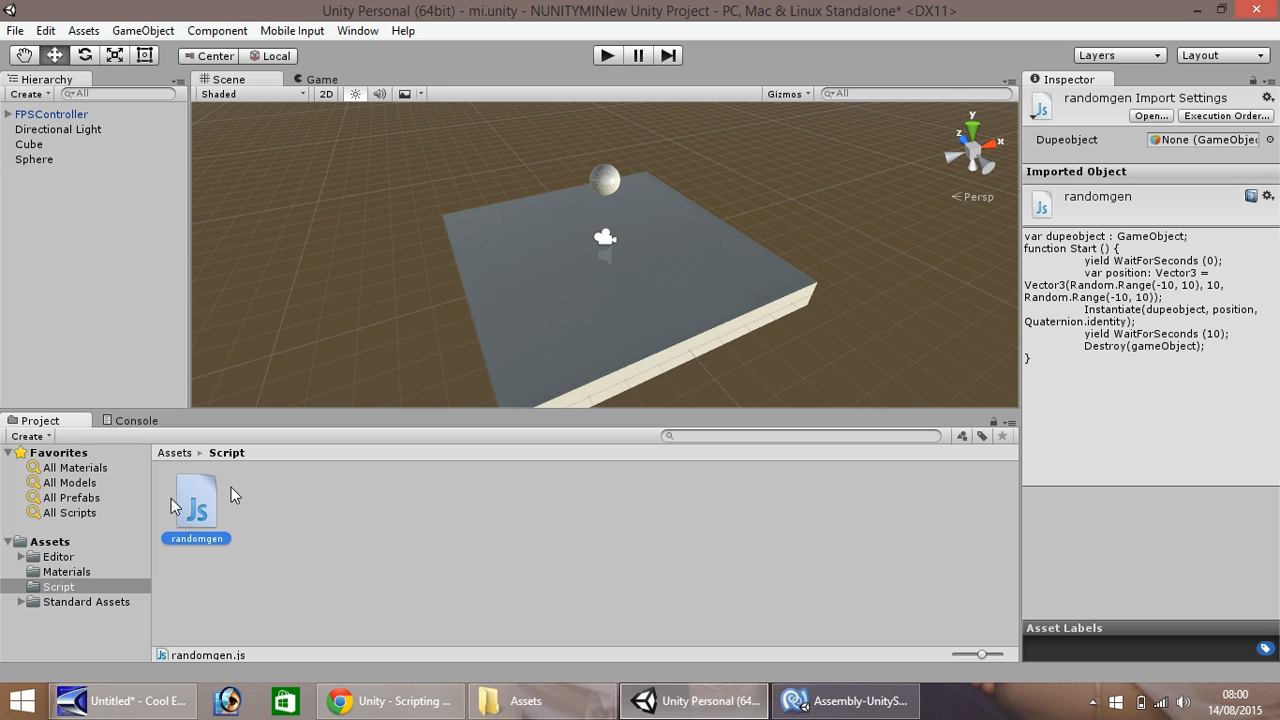 Unity Personal (64bit) - mi.unity - NUNITYMINIew Unity Project - PC, Mac & Linux Standalone* <DX11>
File Edit Assets GameObject Component Mobile Input Window Help
Center Local Layers Layout
Hierarchy
Create All
FPSController
Directional Light
Cube
Sphere
Scene Game
Shaded 2D Gizmos All
y
z x
Persp
Inspector
randomgen Import Settings
Open... Execution Order...
Dupeobject None (GameObjec
Imported Object
randomgen
var dupeobject : GameObject;
function Start () {
yield WaitForSeconds (0);
var position: Vector3 =
Vector3(Random.Range(-10, 10), 10,
Random.Range(-10, 10));
Instantiate(dupeobject, position,
Quaternion.identity);
yield WaitForSeconds (10);
Destroy(gameObject);
}
Project Console
Create
Favorites
All Materials
All Models
All Prefabs
All Scripts
Assets
Editor
Materials
Script
Standard Assets
Assets Script
Js
randomgen
randomgen.js
Asset Labels
Untitled* - Cool E...
Unity - Scripting ...
Assets
Unity Personal (64...
Assembly-UnityS...
08:00
14/08/2015